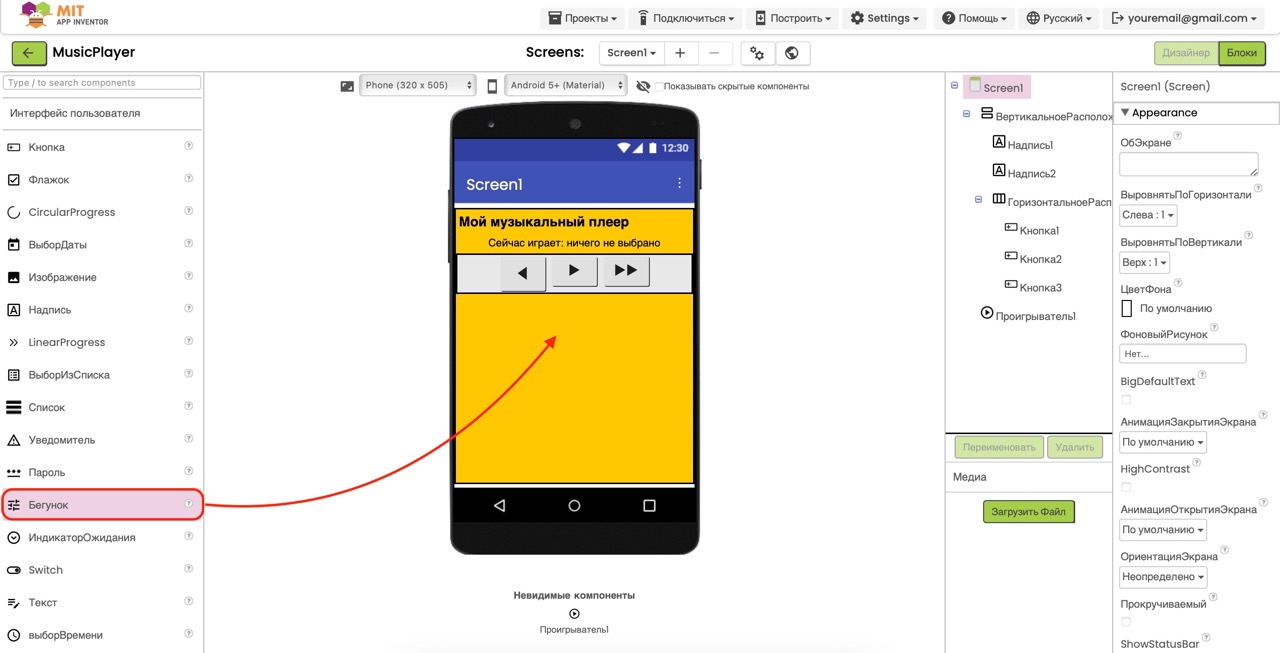 MIT
APP INVENTOR
Проекты
Подключиться
Построить
Settings
Помощь
Русский
youremail@gmail.com
MusicPlayer
Screens:
Screen1
Дизайнер
Блоки
Type / to search components
Интерфейс пользователя
Кнопка
Флажок
CircularProgress
ВыборДаты
Изображение
Надпись
LinearProgress
ВыборИзСписка
Список
Уведомитель
Пароль
Бегунок
ИндикаторОжидания
Switch
Текст
выборВремени
Phone (320 x 505)
Android 5+ (Material)
Показывать скрытые компоненты
12:30
Screen1
Мой музыкальный плеер
Сейчас играет: ничего не выбрано
Невидимые компоненты
Проигрыватель1
Screen1
ВертикальноеРасполож
Надпись1
Надпись2
ГоризонтальноеРасп
Кнопка1
Кнопка2
Кнопка3
Проигрыватель1
Переименовать
Удалить
Медиа
Загрузить Файл
Screen1 (Screen)
Appearance
ОбЭкране
ВыровнятьПоГоризонтали
Слева : 1
ВыровнятьПоВертикали
Верх : 1
ЦветФона
По умолчанию
ФоновыйРисунок
Нет...
BigDefaultText
АнимацияЗакрытияЭкрана
По умолчанию
HighContrast
АнимацияОткрытияЭкрана
По умолчанию
ОриентацияЭкрана
Неопределено
Прокручиваемый
ShowStatusBar